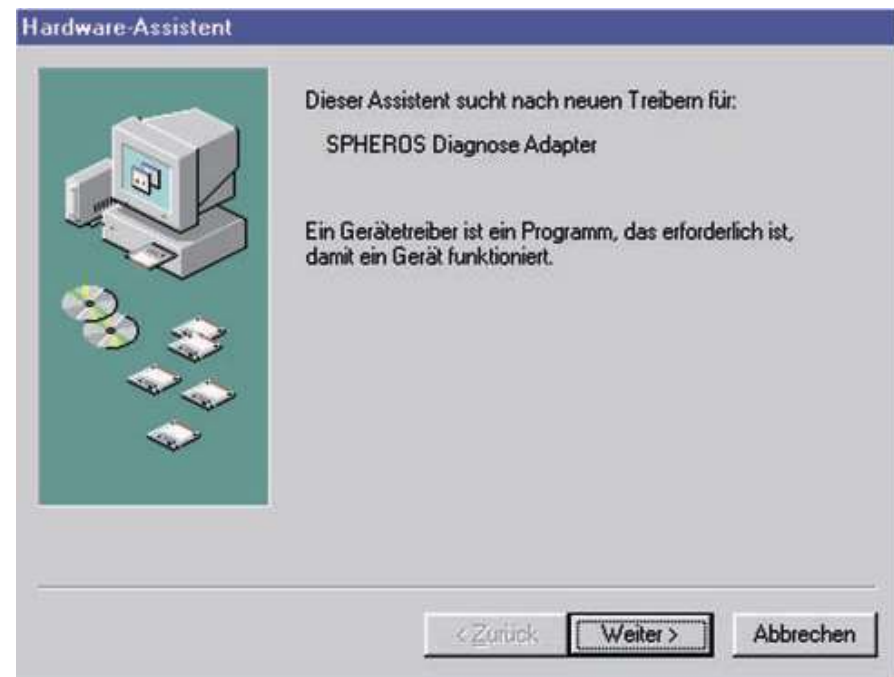 Hardware-Assistent
Dieser Assistent sucht nach neuen Treibern für:
SPHEROS Diagnose Adapter
Ein Gerätetreiber ist ein Programm, das erforderlich ist,
damit ein Gerät funktioniert.
< Zurück
Weiter >
Abbrechen